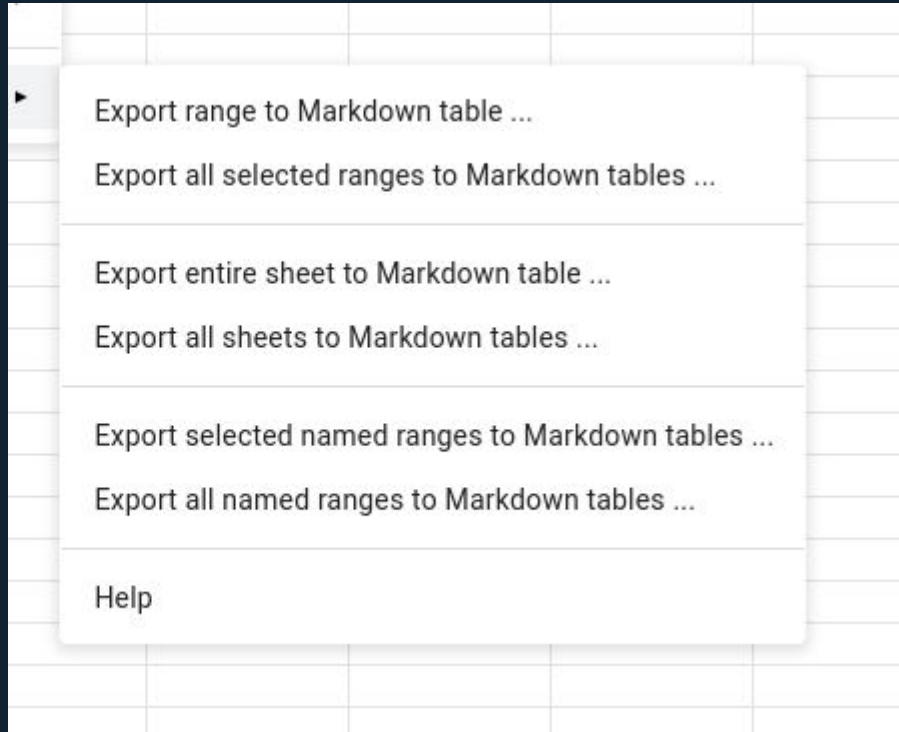 Export range to Markdown table ...
Export all selected ranges to Markdown tables ...
Export entire sheet to Markdown table ...
Export all sheets to Markdown tables ...
Export selected named ranges to Markdown tables ...
Export all named ranges to Markdown tables ...
Help